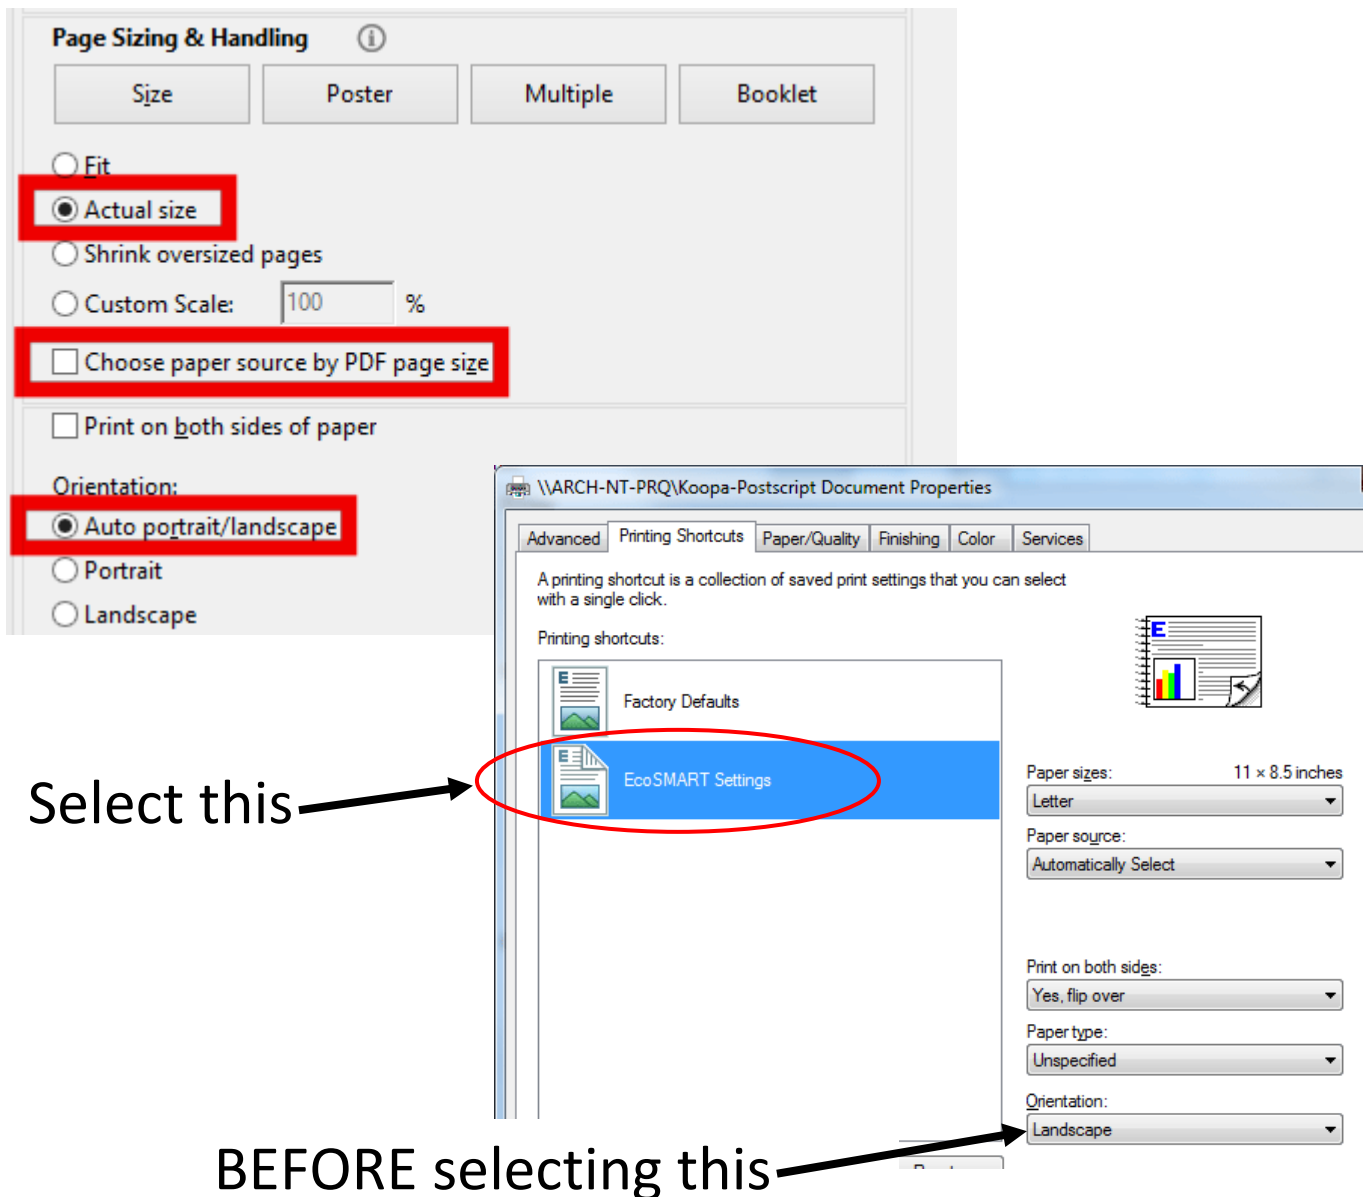 Page Sizing & Handling
Size Poster Multiple Booklet
Fit
Actual size
Shrink oversized pages
Custom Scale: 100 %
Choose paper source by PDF page size
Print on both sides of paper
Orientation:
Auto portrait/landscape
Portrait
Landscape
\\ARCH-NT-PRQ\Koopa-Postscript Document Properties
Advanced Printing Shortcuts Paper/Quality Finishing Color Services
A printing shortcut is a collection of saved print settings that you can select
with a single click.
Printing shortcuts:
E
Factory Defaults
E
EcoSMART Settings
E
Paper sizes: 11 × 8.5 inches
Letter
Paper source:
Automatically Select
Print on both sides:
Yes, flip over
Paper type:
Unspecified
Orientation:
Landscape
Select this
BEFORE selecting this